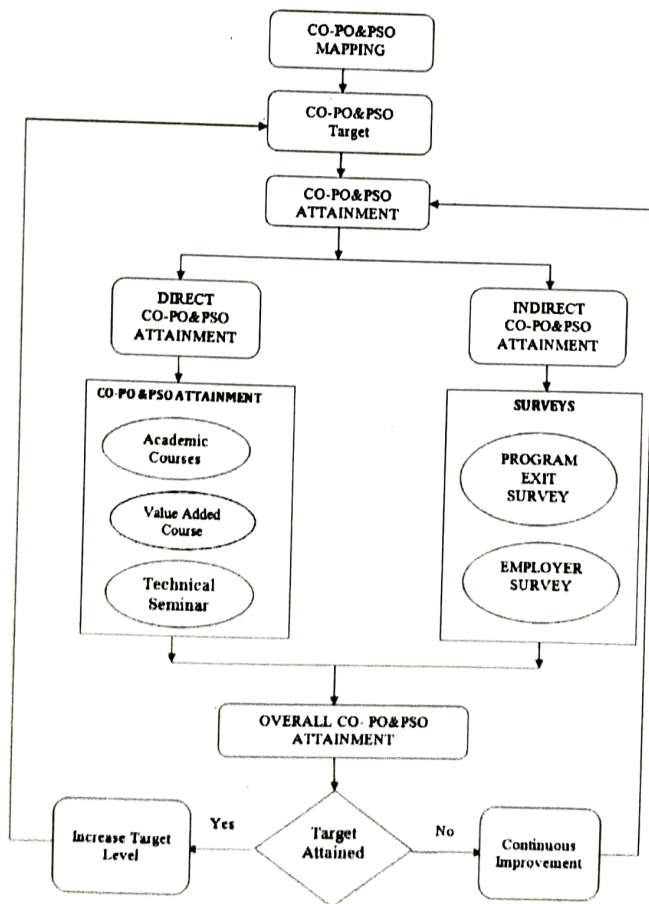 CO-PO&PSO
MAPPING
CO-PO&PSO
Target
CO-PO&PSO
ATTAINMENT
DIRECT
CO-PO&PSO
ATTAINMENT
INDIRECT
CO-PO&PSO
ATTAINMENT
CO-PO &PSO ATTAINMENT
Academic
Courses
Value Added
Course
Technical
Seminar
SURVEYS
PROGRAM
EXIT
SURVEY
EMPLOYER
SURVEY
OVERALL CO- PO&PSO
ATTAINMENT
Increase Target
Level
Yes
Target
Attained
No
Continuous
Improvement